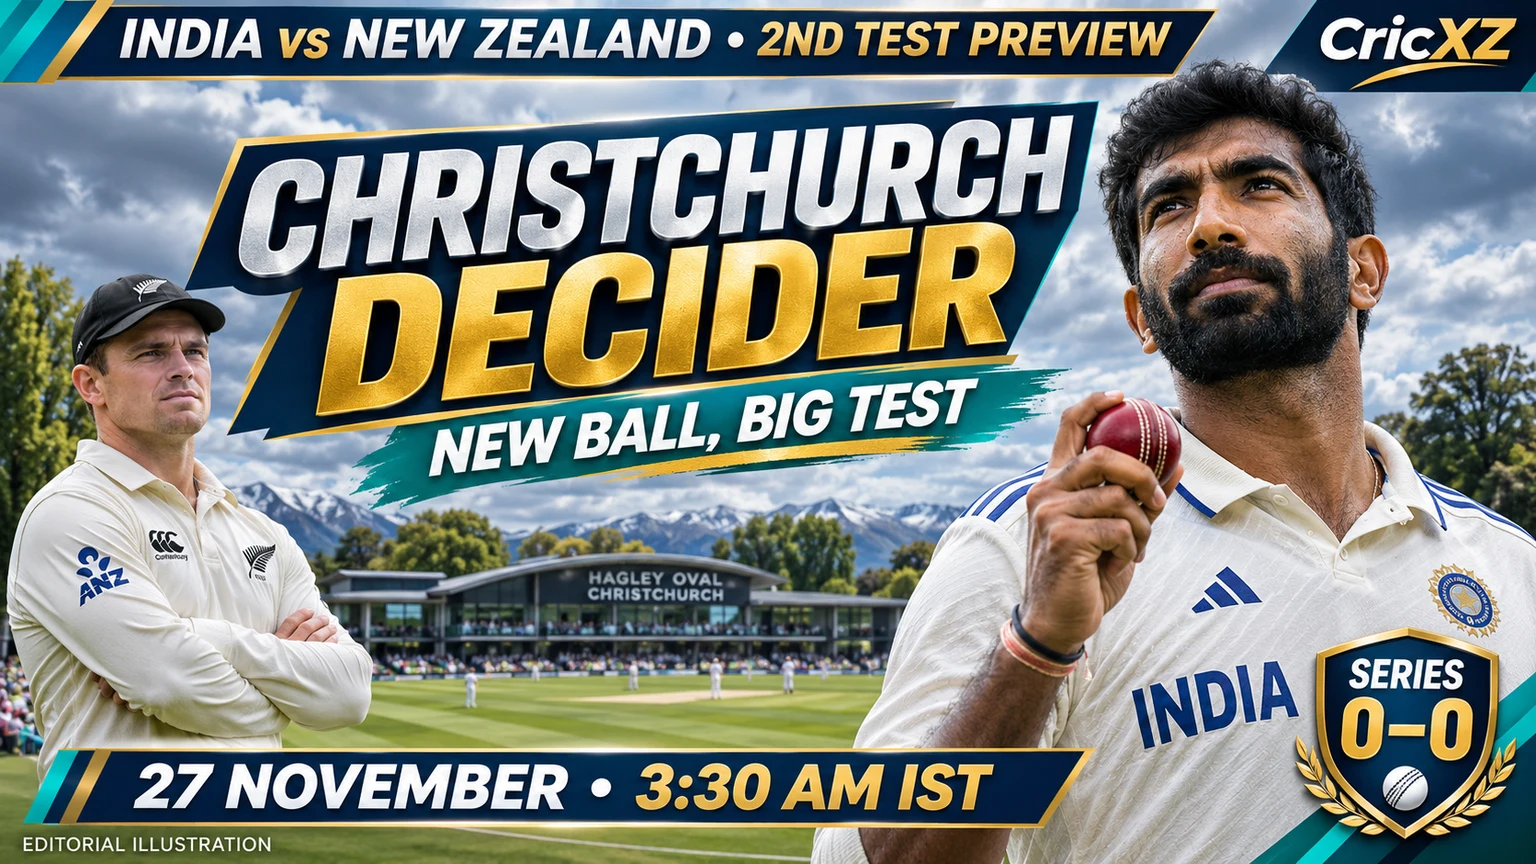 INDIA vs NEW ZEALAND • 2ND TEST PREVIEW
CricXZ
CHRISTCHURCH
DECIDER
NEW BALL, BIG TEST
HAGLEY OVAL
CHRISTCHURCH
Canterbury
ANZ
INDIA
SERIES
0–0
27 NOVEMBER • 3:30 AM IST
EDITORIAL ILLUSTRATION